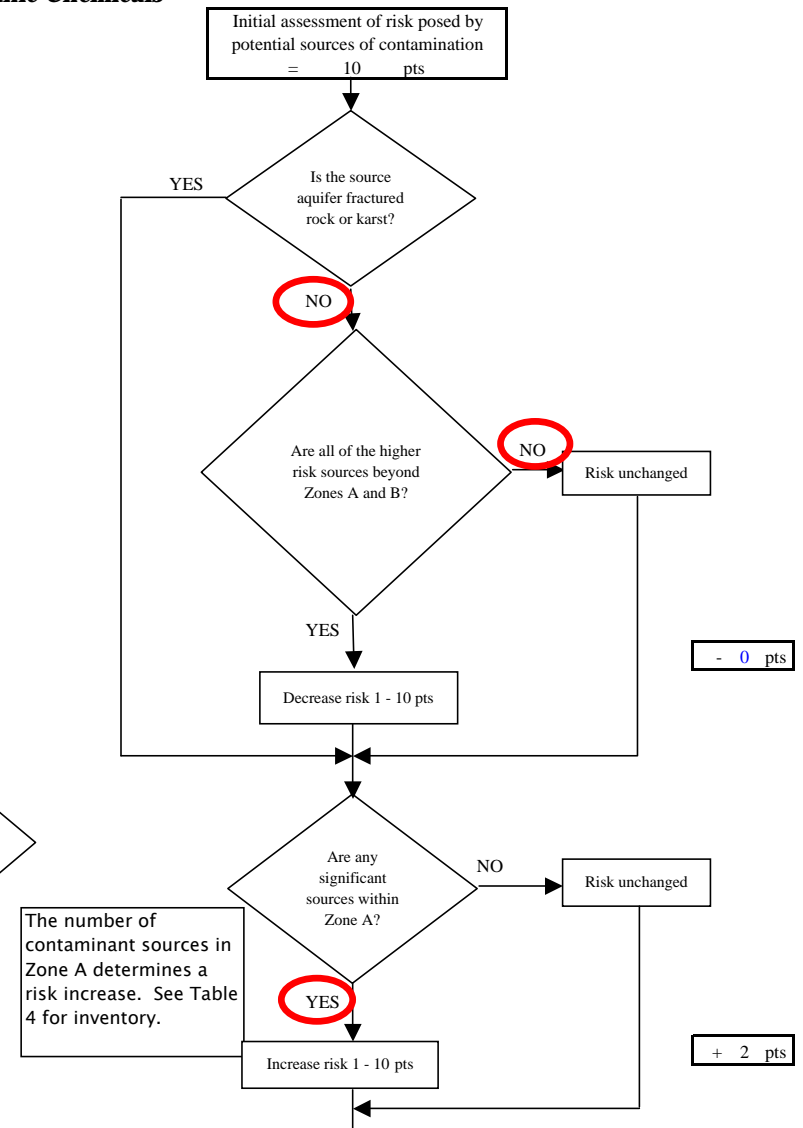 Chemicals
Initial assessment of risk posed by
potential sources of contamination
= 10 pts
YES
Is the source
aquifer fractured
rock or karst?
NO
Are all of the higher
risk sources beyond
Zones A and B?
NO
Risk unchanged
YES
- 0 pts
Decrease risk 1 - 10 pts
Are any
significant
sources within
Zone A?
NO
Risk unchanged
The number of
contaminant sources in
Zone A determines a
risk increase. See Table
4 for inventory.
YES
+ 2 pts
Increase risk 1 - 10 pts